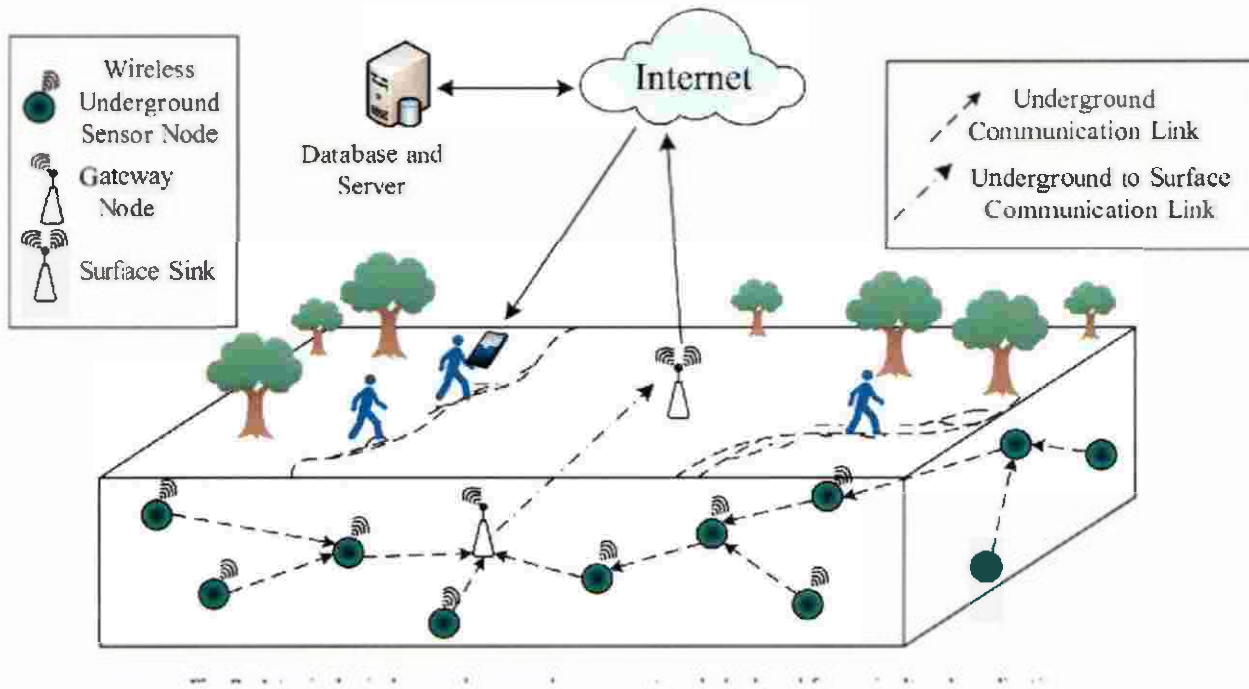 Wireless
Underground
Sensor Node
Gateway
Node
Surface Sink
Database and
Server
Internet
Underground
Communication Link
Underground to Surface
Communication Link